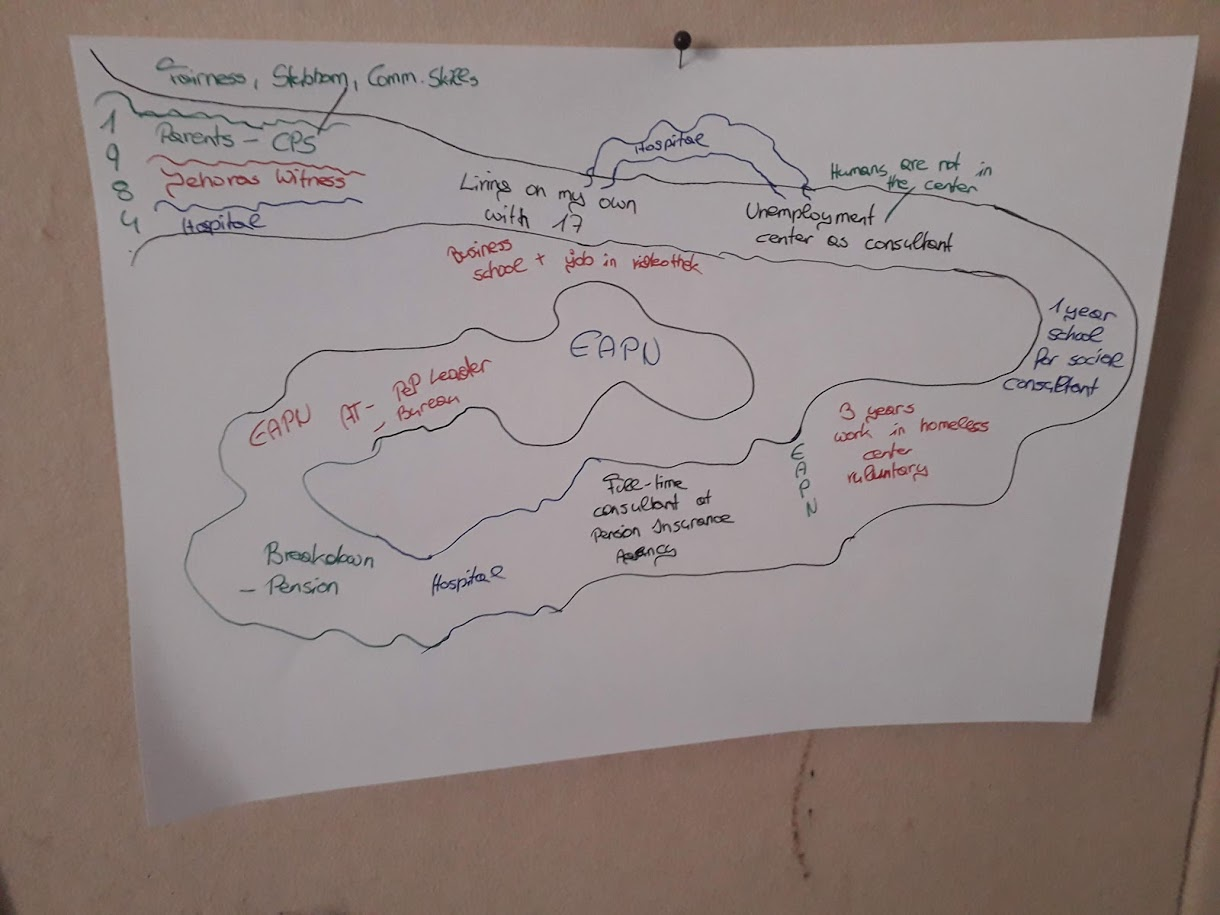 Fairness, Stubborn, Comm. Skills
1
9
8
4
Parents - CPS
Jehovas Witness
Hospital
Living on my own
with 17
Hospital
Humans are not in
the center
Unemployment
center as consultant
Business
school + job in videothek
1 year
school
for social
consultant
3 years
work in homeless
center
voluntary
E
A
P
N
Full-time
consultant at
Pension Insurance
Agency
Hospital
Breakdown
- Pension
EAPN AT - PeP Leader
- Bureau
EAPN